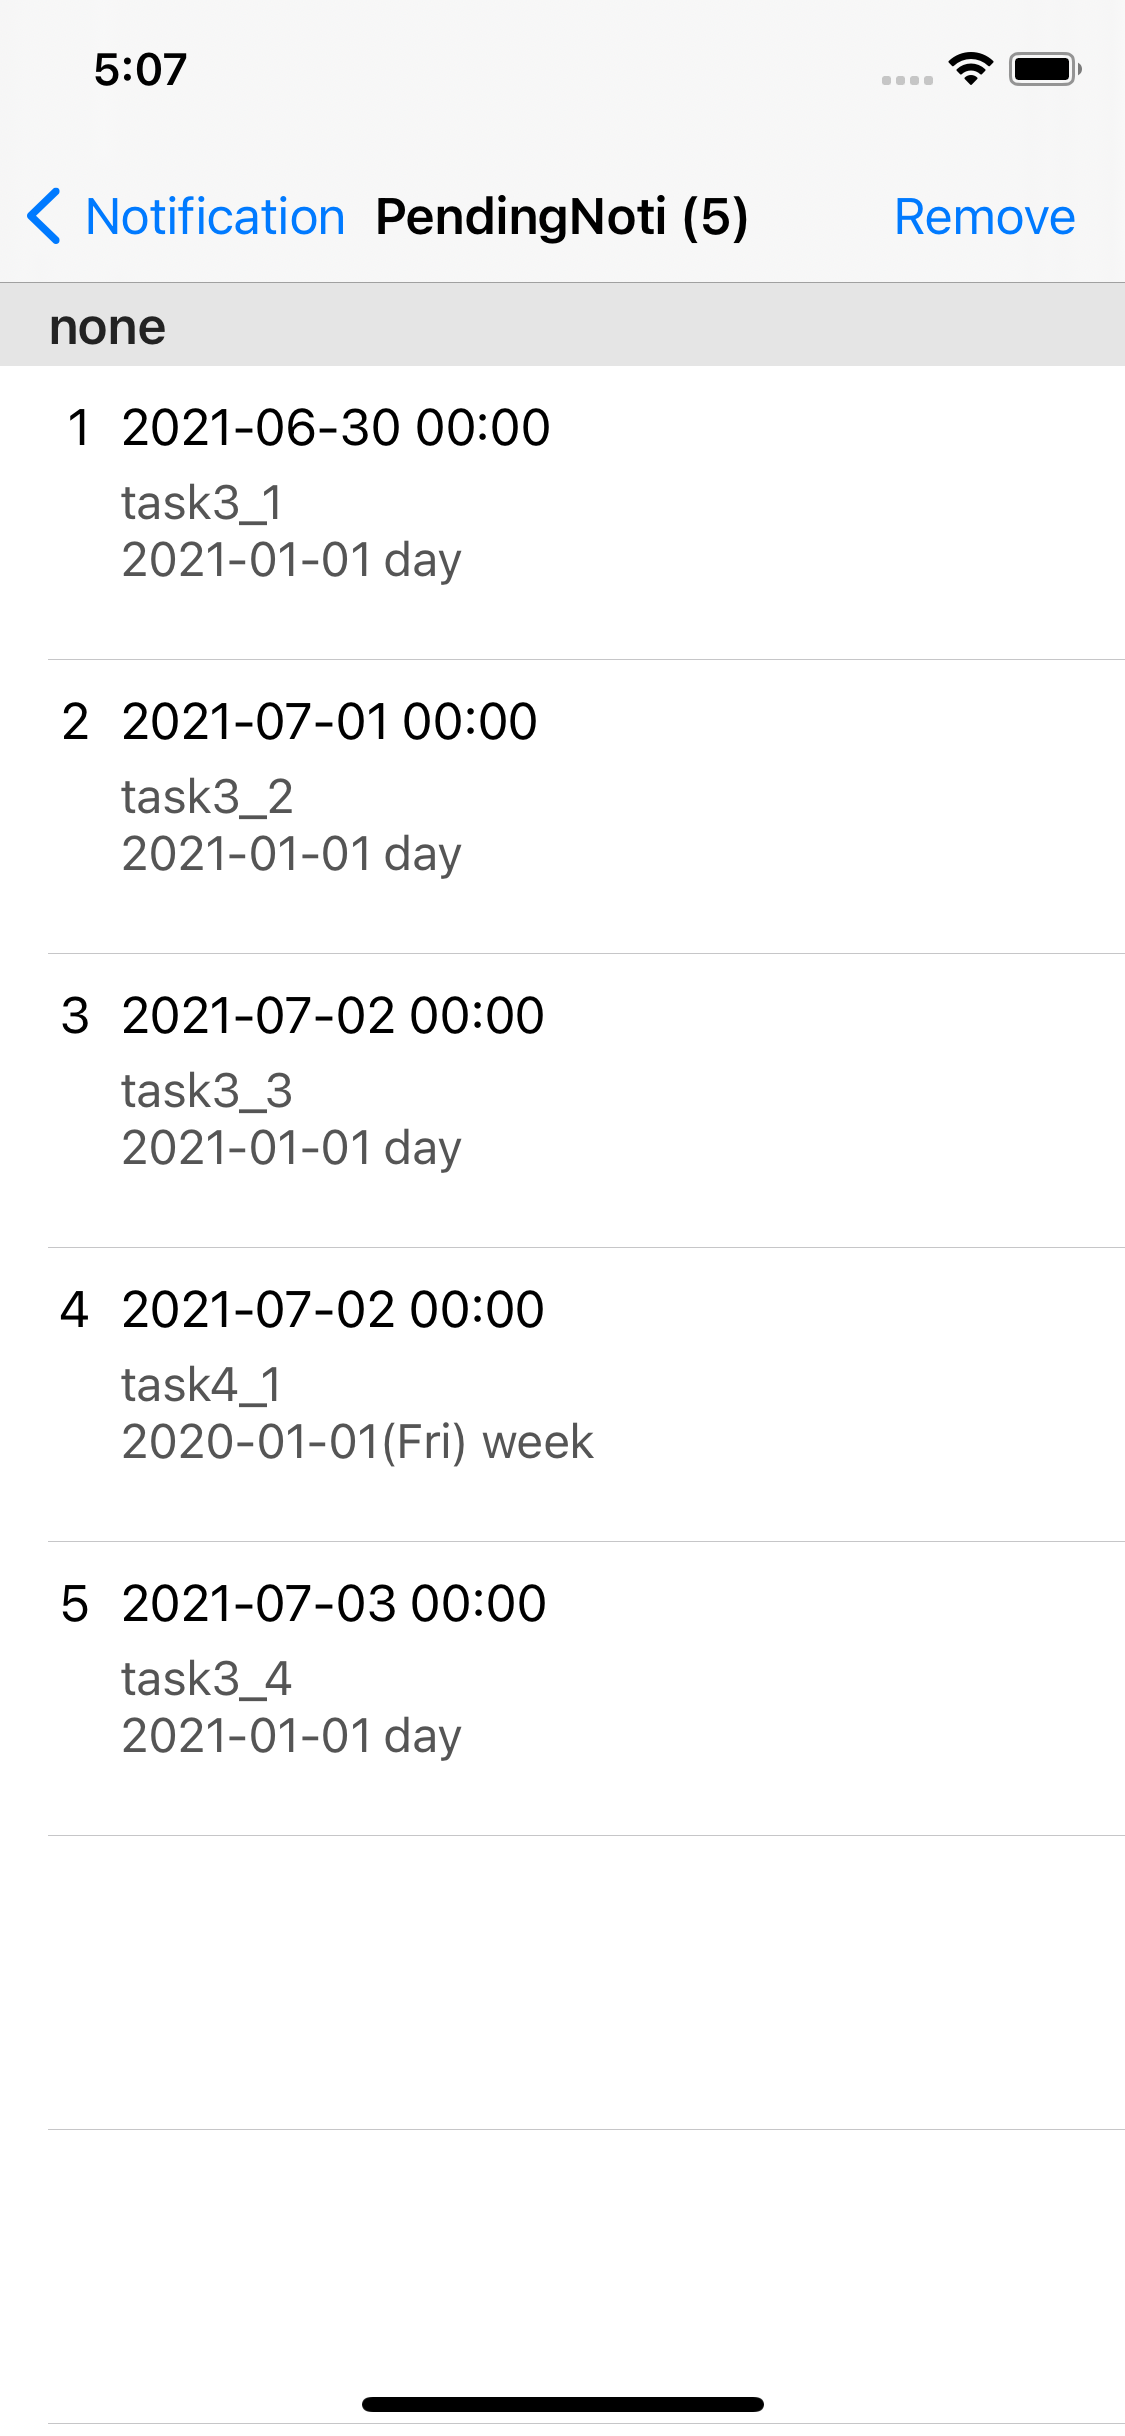 5:07
Notification PendingNoti (5) Remove
none
1 2021-06-30 00:00
task3_1
2021-01-01 day
2 2021-07-01 00:00
task3_2
2021-01-01 day
3 2021-07-02 00:00
task3_3
2021-01-01 day
4 2021-07-02 00:00
task4_1
2020-01-01(Fri) week
5 2021-07-03 00:00
task3_4
2021-01-01 day